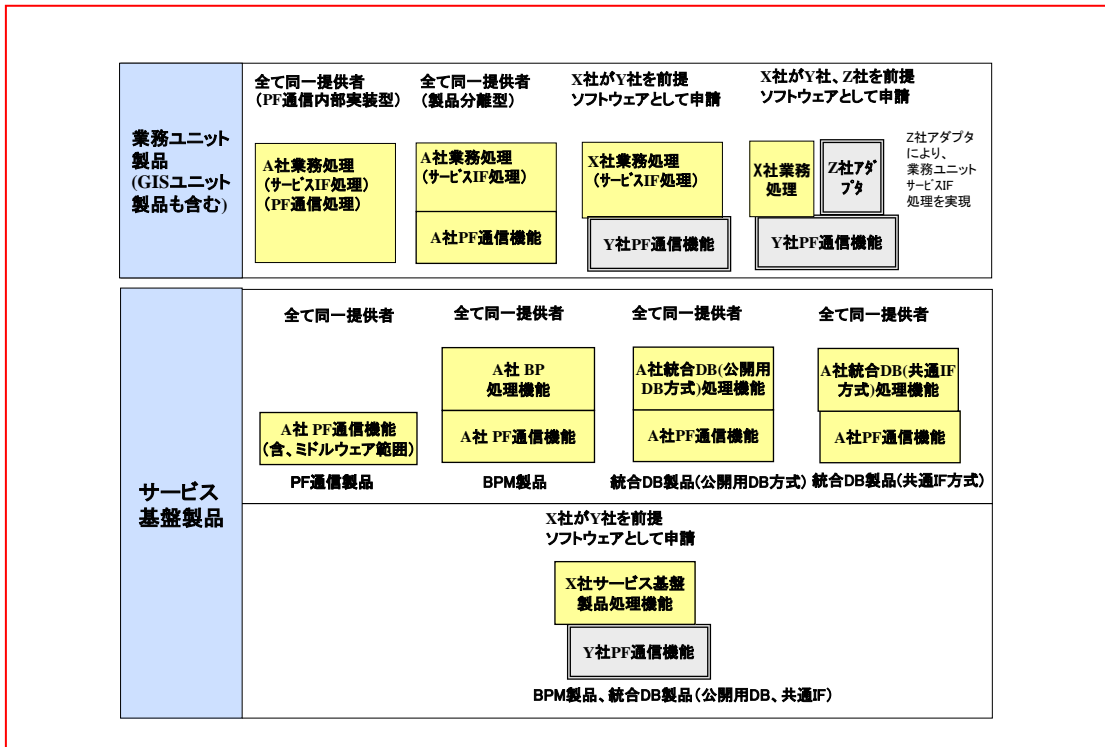 業務ユニット
製品
(GISユニット
製品も含む)
全て同一提供者
(PF通信内部実装型)
A社業務処理
(サービスIF処理)
(PF通信処理)
全て同一提供者
(製品分離型)
A社業務処理
(サービスIF処理)
A社PF通信機能
X社がY社を前提
ソフトウェアとして申請
X社業務処理
(サービスIF処理)
Y社PF通信機能
X社がY社、Z社を前提
ソフトウェアとして申請
X社業務
処理
Z社アダ
プタ
Y社PF通信機能
Z社アダプタ
により、
業務ユニット
サービスIF
処理を実現
サービス
基盤製品
全て同一提供者
A社 PF通信機能
(含、ミドルウェア範囲)
PF通信製品
全て同一提供者
A社 BP
処理機能
A社 PF通信機能
BPM製品
全て同一提供者
A社統合DB(公開用
DB方式)処理機能
A社PF通信機能
統合DB製品(公開用DB方式)
全て同一提供者
A社統合DB(共通IF
方式)処理機能
A社PF通信機能
統合DB製品(共通IF方式)
X社がY社を前提
ソフトウェアとして申請
X社サービス基盤
製品処理機能
Y社PF通信機能
BPM製品、統合DB製品(公開用DB、共通IF)